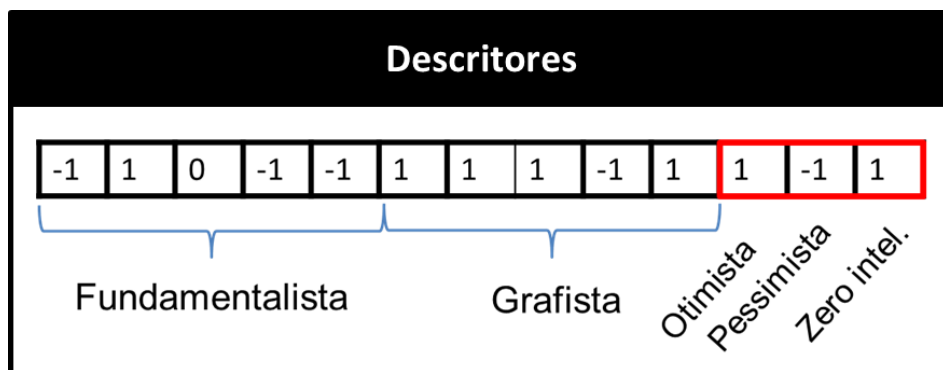 Descritores
-1 1 0 -1 -1 1 1 1 -1 1 1 -1 1
Fundamentalista
Grafista
Otimista
Pessimista
Zero intel.